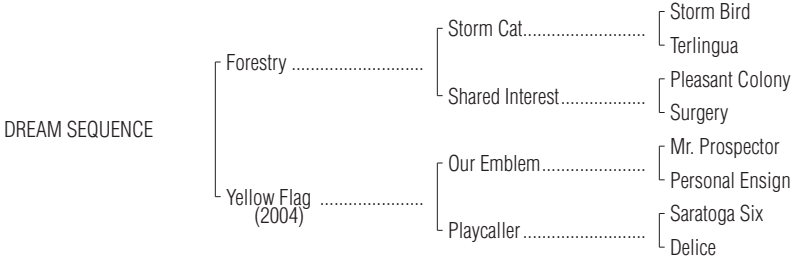 Storm Bird
Storm Cat..........................
Terlingua
Forestry ............................
Pleasant Colony
Shared Interest..................
Surgery
DREAM SEQUENCE
Mr. Prospector
Our Emblem......................
Personal Ensign
Yellow Flag ......................
(2004)
Saratoga Six
Playcaller ..........................
Delice